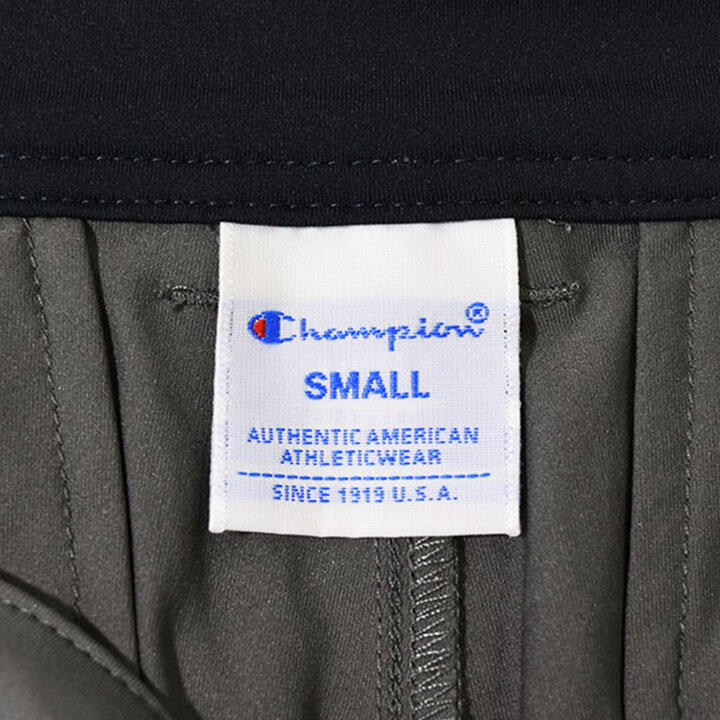 Champion®
SMALL
AUTHENTIC AMERICAN
ATHLETICWEAR
SINCE 1919 U.S.A.